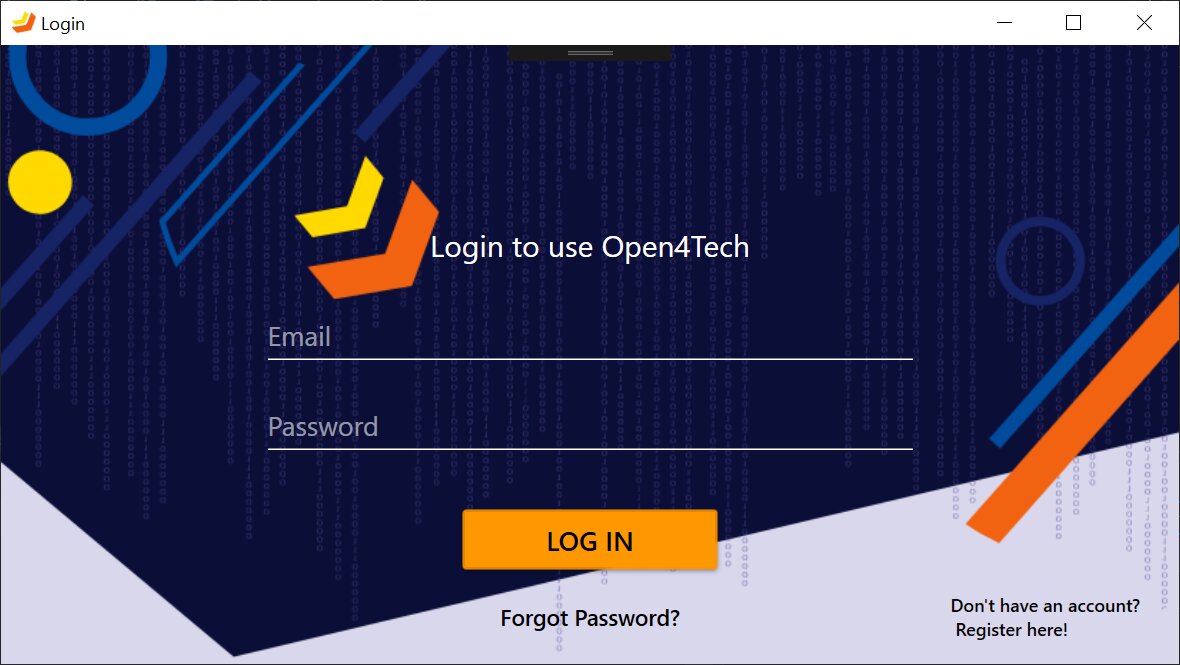 Login
Login to use Open4Tech
Email
Password
LOG IN
Forgot Password?
Don't have an account?
Register here!